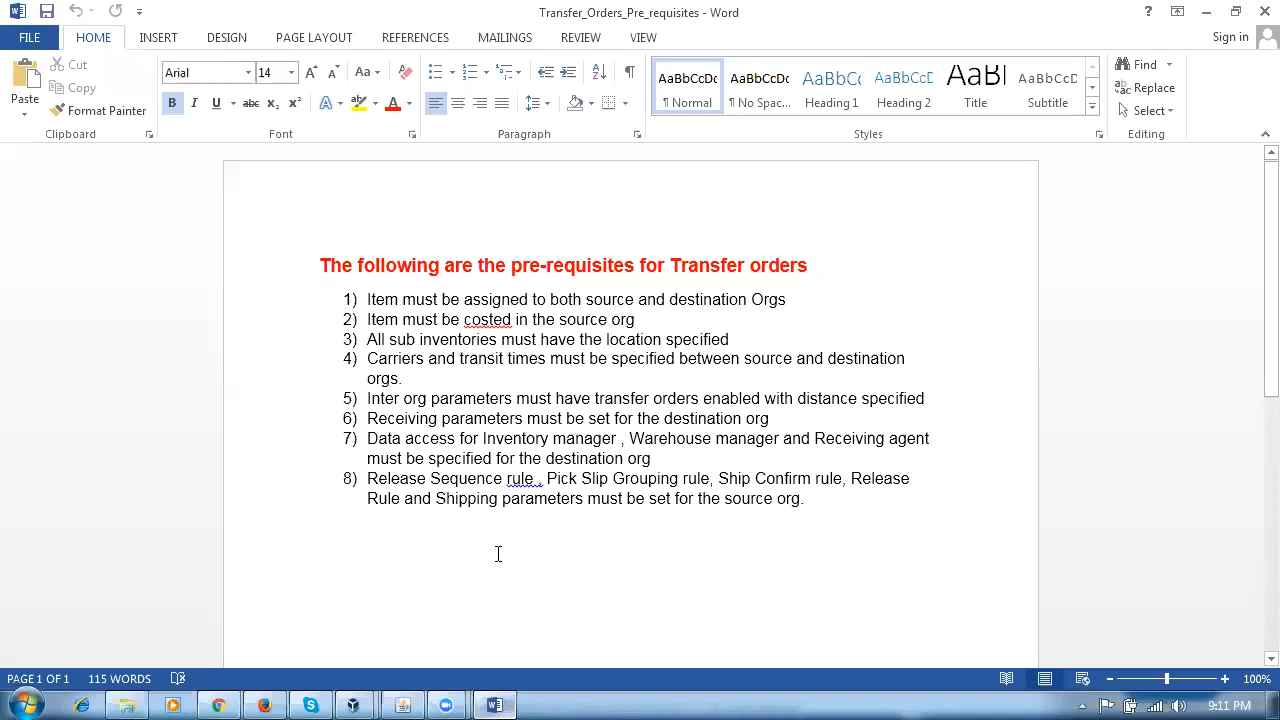 Transfer_Orders_Pre_requisites - Word
FILE
HOME
INSERT
DESIGN
PAGE LAYOUT
REFERENCES
MAILINGS
REVIEW
VIEW
Sign in
Paste
Cut
Copy
Format Painter
Clipboard
Arial
14
Font
Paragraph
AaBbCcDc
¶ Normal
AaBbCcDc
¶ No Spac...
AaBbCc
Heading 1
AaBbCcD
Heading 2
AaBl
Title
AaBbCcD
Subtitle
Styles
Find
Replace
Select
Editing
The following are the pre-requisites for Transfer orders
1) Item must be assigned to both source and destination Orgs
2) Item must be costed in the source org
3) All sub inventories must have the location specified
4) Carriers and transit times must be specified between source and destination
orgs.
5) Inter org parameters must have transfer orders enabled with distance specified
6) Receiving parameters must be set for the destination org
7) Data access for Inventory manager , Warehouse manager and Receiving agent
must be specified for the destination org
8) Release Sequence rule , Pick Slip Grouping rule, Ship Confirm rule, Release
Rule and Shipping parameters must be set for the source org.
PAGE 1 OF 1
115 WORDS
100%
9:11 PM